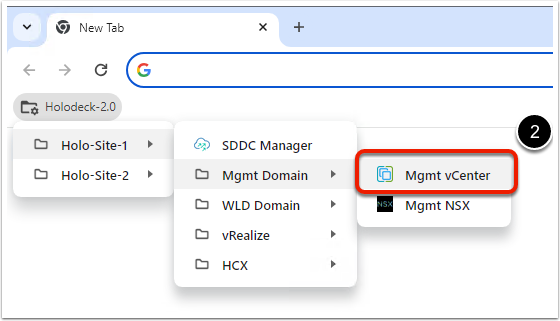 New Tab
Holodeck-2.0
Holo-Site-1
Holo-Site-2
SDDC Manager
Mgmt Domain
WLD Domain
vRealize
HCX
2
Mgmt vCenter
NSX
Mgmt NSX